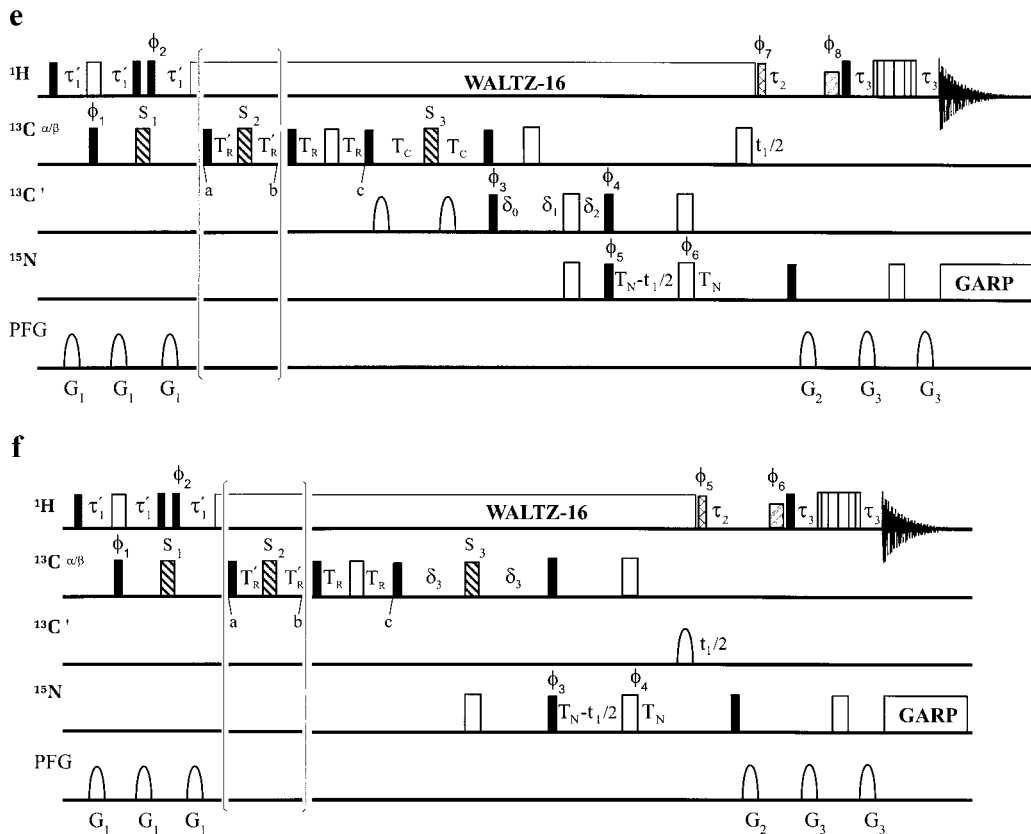 e
ϕ2 ϕ7 ϕ8
¹H τ′1 τ′1 τ′1 WALTZ-16 τ2 τ3 τ3
ϕ1 S1 S2 S3
¹³C α/β T′R T′R TR TR TC TC t1/2
a b c
ϕ3 ϕ4
¹³C ' δ0 δ1 δ2
ϕ5 ϕ6
¹⁵N TN-t1/2 TN GARP
PFG
G1 G1 G1 G2 G3 G3
f
ϕ2 ϕ5 ϕ6
¹H τ′1 τ′1 τ′1 WALTZ-16 τ2 τ3 τ3
ϕ1 S1 S2 S3
¹³C α/β T′R T′R TR TR δ3 δ3
a b c
¹³C ' t1/2
ϕ3 ϕ4
¹⁵N TN-t1/2 TN GARP
PFG
G1 G1 G1 G2 G3 G3